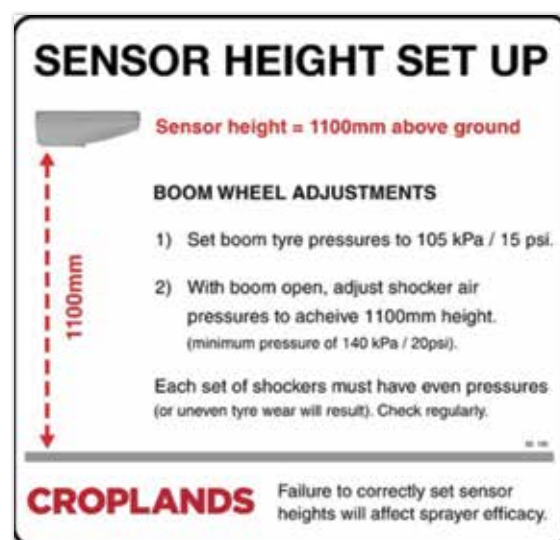 SENSOR HEIGHT SET UP
Sensor height = 1100mm above ground
1100mm
BOOM WHEEL ADJUSTMENTS
1) Set boom tyre pressures to 105 kPa / 15 psi.
2) With boom open, adjust shocker air
pressures to acheive 1100mm height.
(minimum pressure of 140 kPa / 20psi).
Each set of shockers must have even pressures
(or uneven tyre wear will result). Check regularly.
CROPLANDS
Failure to correctly set sensor
heights will affect sprayer efficacy.